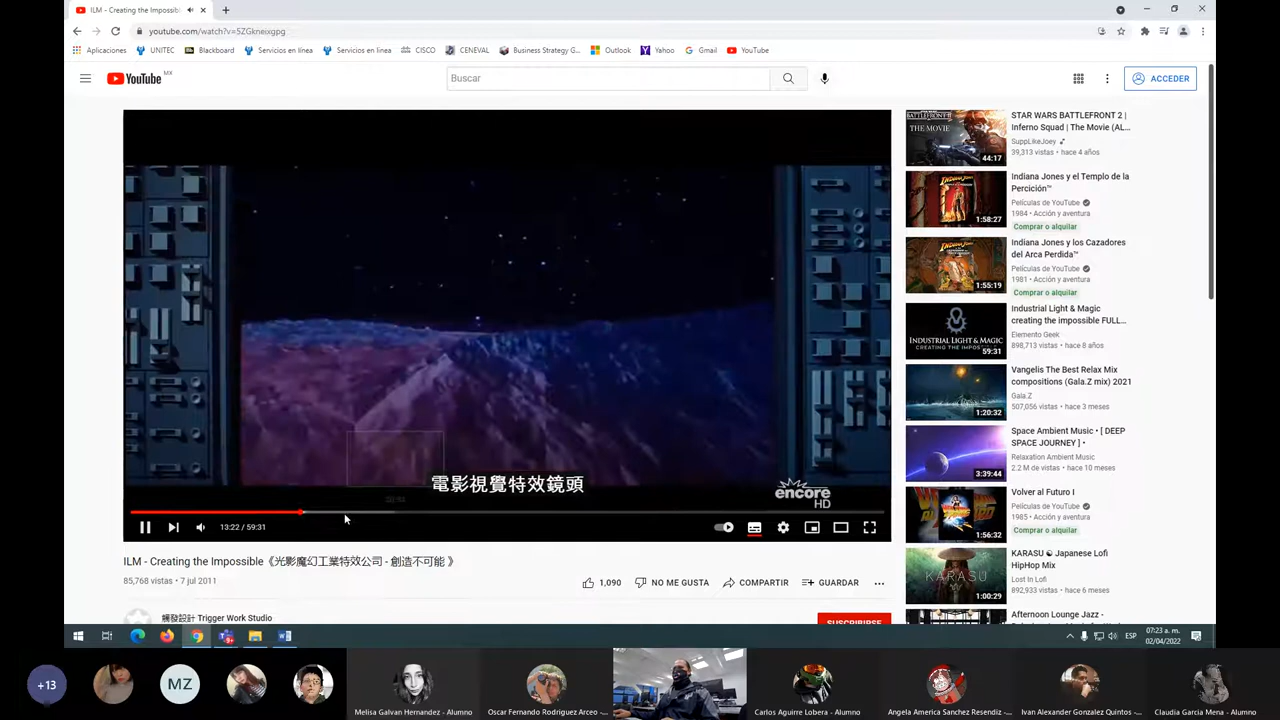 ILM - Creating the Impossibl
youtube.com/watch?v=5ZGkneixgpg
Aplicaciones
UNITEC
Blackboard
Servicios en línea
Servicios en linea
CISCO
CENEVAL
Business Strategy G...
Outlook
Yahoo
Gmail
YouTube
YouTube MX
Buscar
ACCEDER
BATTLEFRONT II
THE MOVIE
44:17
STAR WARS BATTLEFRONT 2 |
Inferno Squad | The Movie (AL...
SuppLikeJoey
39,313 vistas • hace 4 años
1:58:27
Indiana Jones y el Templo de la
Percición™
Películas de YouTube
1984 • Acción y aventura
Comprar o alquilar
1:55:19
Indiana Jones y los Cazadores
del Arca Perdida™
Películas de YouTube
1981 • Acción y aventura
Comprar o alquilar
INDUSTRIAL LIGHT & MAGIC
59:31
Industrial Light & Magic
creating the impossible FULL...
Elemento Geek
898,713 vistas • hace 8 años
1:20:32
Vangelis The Best Relax Mix
compositions (Gala.Z mix) 2021
Gala.Z
507,056 vistas • hace 3 meses
3:39:44
Space Ambient Music • [ DEEP
SPACE JOURNEY ] •
Relaxation Ambient Music
2.2 M de vistas • hace 10 meses
Volver al Futuro I
Películas de YouTube
1985 • Acción y aventura
Comprar o alquilar
KARASU
1:00:29
KARASU ☯ Japanese Lofi
HipHop Mix
Lost In Lofi
892,933 vistas • hace 6 meses
Afternoon Lounge Jazz -
電影視覺特效鏡頭
encore
HD
13:22 / 59:31
ILM - Creating the Impossible《光影魔幻工業特效公司 - 創造不可能 》
85,768 vistas • 7 jul 2011
1,090
NO ME GUSTA
COMPARTIR
GUARDAR
觸發設計 Trigger Work Studio
SUSCRIBIRSE
ESP
07:23 a. m.
02/04/2022
+13
MZ
Melisa Galvan Hernandez - Alumno
Oscar Fernando Rodriguez Arceo - ...
Carlos Aguirre Lobera - Alumno
Angela America Sanchez Resendiz -...
Ivan Alexander Gonzalez Quintos -...
Claudia Garcia Mena - Alumno